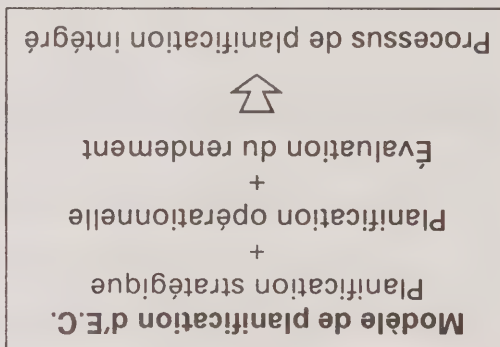 Modèle de planification d'E.C.
Planification stratégique
+
Planification opérationnelle
+
Évaluation du rendement
Processus de planification intégré